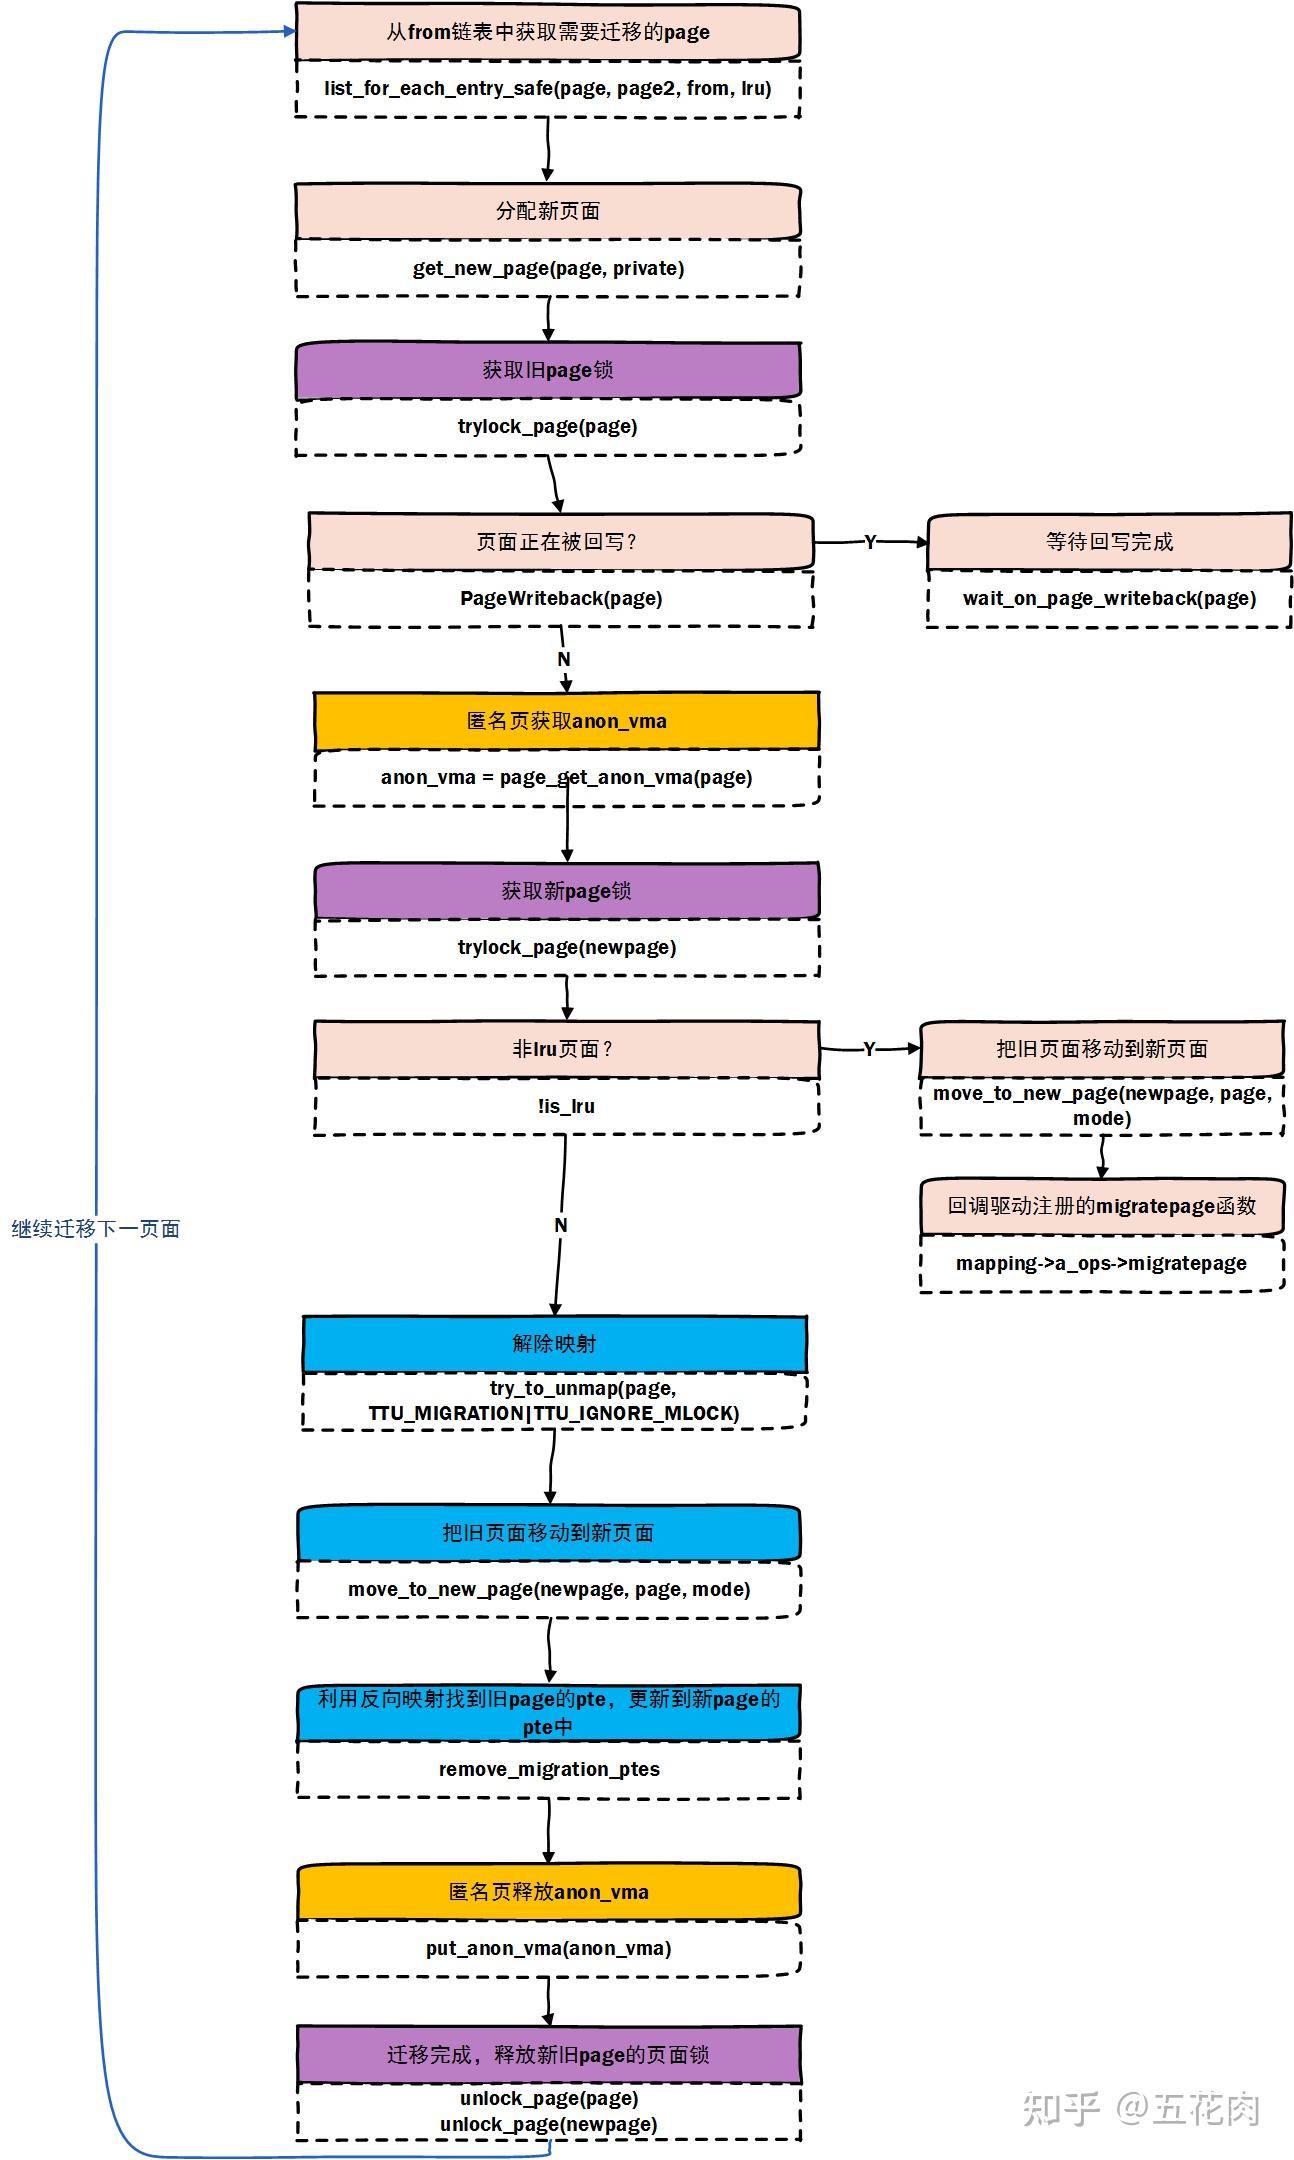 从from链表中获取需要迁移的page
list_for_each_entry_safe(page, page2, from, lru)
分配新页面
get_new_page(page, private)
获取旧page锁
trylock_page(page)
页面正在被回写？
PageWriteback(page)
Y
等待回写完成
wait_on_page_writeback(page)
N
匿名页获取anon_vma
anon_vma = page_get_anon_vma(page)
获取新page锁
trylock_page(newpage)
非lru页面？
!is_lru
Y
把旧页面移动到新页面
move_to_new_page(newpage, page,
mode)
回调驱动注册的migratepage函数
mapping->a_ops->migratepage
N
继续迁移下一页面
解除映射
try_to_unmap(page,
TTU_MIGRATION|TTU_IGNORE_MLOCK)
把旧页面移动到新页面
move_to_new_page(newpage, page, mode)
利用反向映射找到旧page的pte，更新到新page的
pte中
remove_migration_ptes
匿名页释放anon_vma
put_anon_vma(anon_vma)
迁移完成，释放新旧page的页面锁
unlock_page(page)
unlock_page(newpage)
知乎 @五花肉